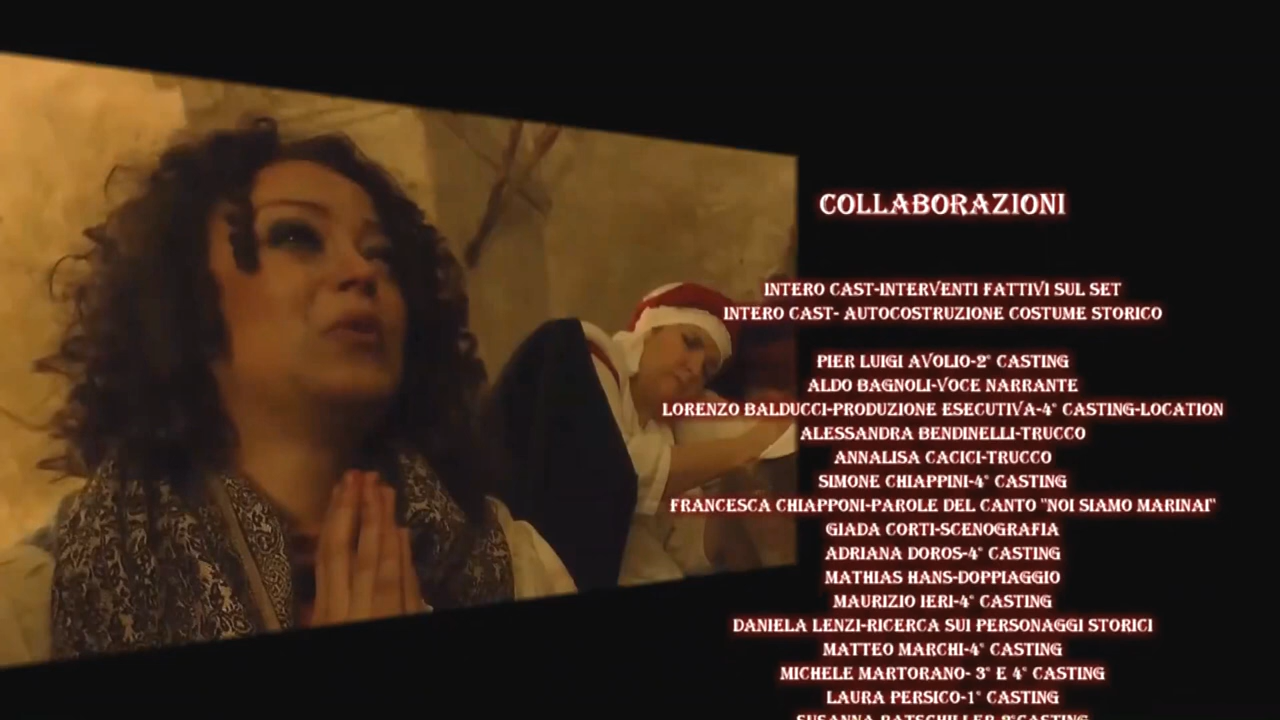 COLLABORAZIONI
INTERO CAST-INTERVENTI FATTIVI SUL SET
INTERO CAST- AUTOCOSTRUZIONE COSTUME STORICO
PIER LUIGI AVOLIO-2° CASTING
ALDO BAGNOLI-VOCE NARRANTE
LORENZO BALDUCCI-PRODUZIONE ESECUTIVA-4° CASTING-LOCATION
ALESSANDRA BENDINELLI-TRUCCO
ANNALISA CACICI-TRUCCO
SIMONE CHIAPPINI-4° CASTING
FRANCESCA CHIAPPONI-PAROLE DEL CANTO "NOI SIAMO MARINAI"
GIADA CORTI-SCENOGRAFIA
ADRIANA DOROS-4° CASTING
MATHIAS HANS-DOPPIAGGIO
MAURIZIO IERI-4° CASTING
DANIELA LENZI-RICERCA SUI PERSONAGGI STORICI
MATTEO MARCHI-4° CASTING
MICHELE MARTORANO- 3° E 4° CASTING
LAURA PERSICO-1° CASTING
SUSANNA CASTING